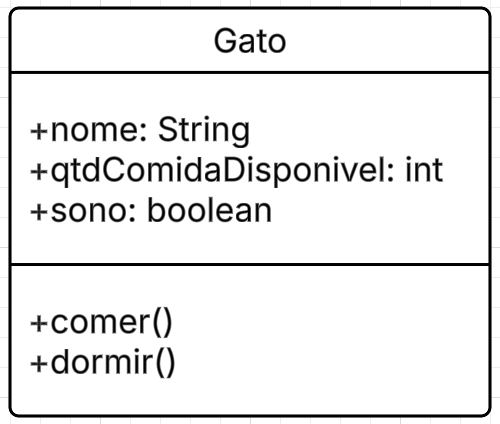 Gato
+nome: String
+qtdComidaDisponivel: int
+sono: boolean
+comer()
+dormir()